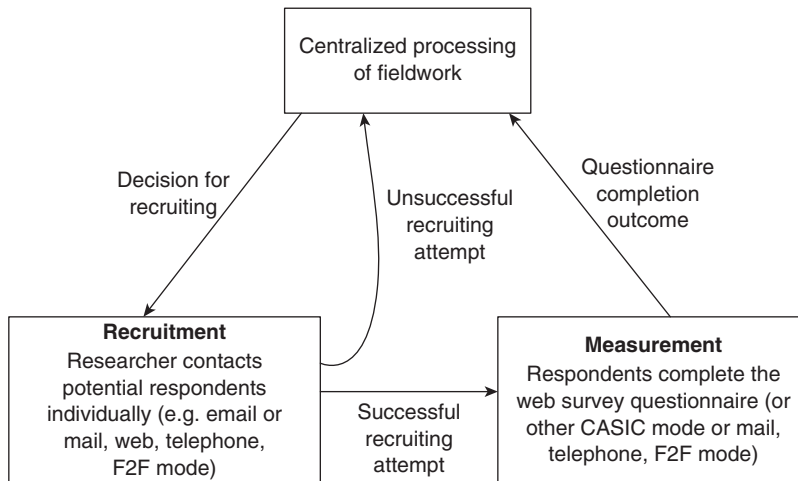 Centralized processing
of fieldwork
Decision for
recruiting
Unsuccessful
recruiting
attempt
Questionnaire
completion
outcome
Recruitment
Researcher contacts
potential respondents
individually (e.g. email or
mail, web, telephone,
F2F mode)
Successful
recruiting
attempt
Measurement
Respondents complete the
web survey questionnaire (or
other CASIC mode or mail,
telephone, F2F mode)